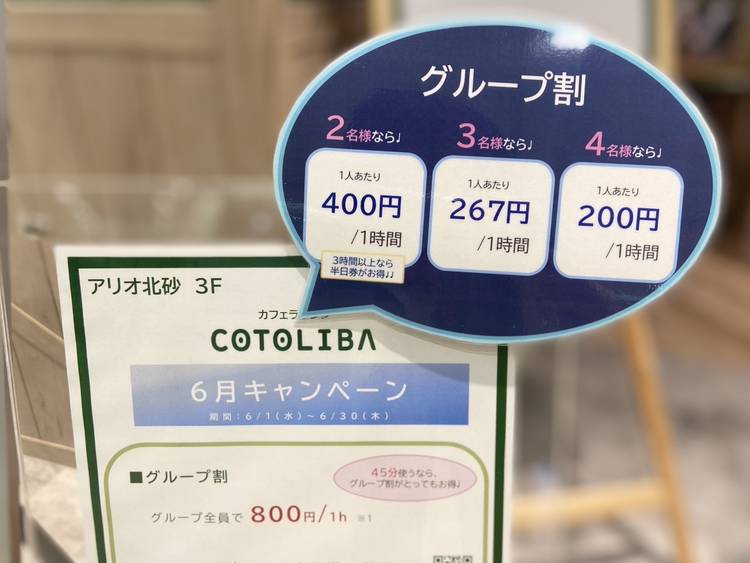 グループ割
2名様なら♩
3名様なら♩
4名様なら♩
1人あたり
400円
/1時間
1人あたり
267円
/1時間
1人あたり
200円
/1時間
3時間以上なら
半日券がお得♩♩
アリオ北砂 3F
カフェラ
COTOLIBA
6月キャンペーン
期間:6/1(水)~6/30(木)
■グループ割
45分使うなら、
グループ割がとってもお得♩
グループ全員で 800円/1h ※1